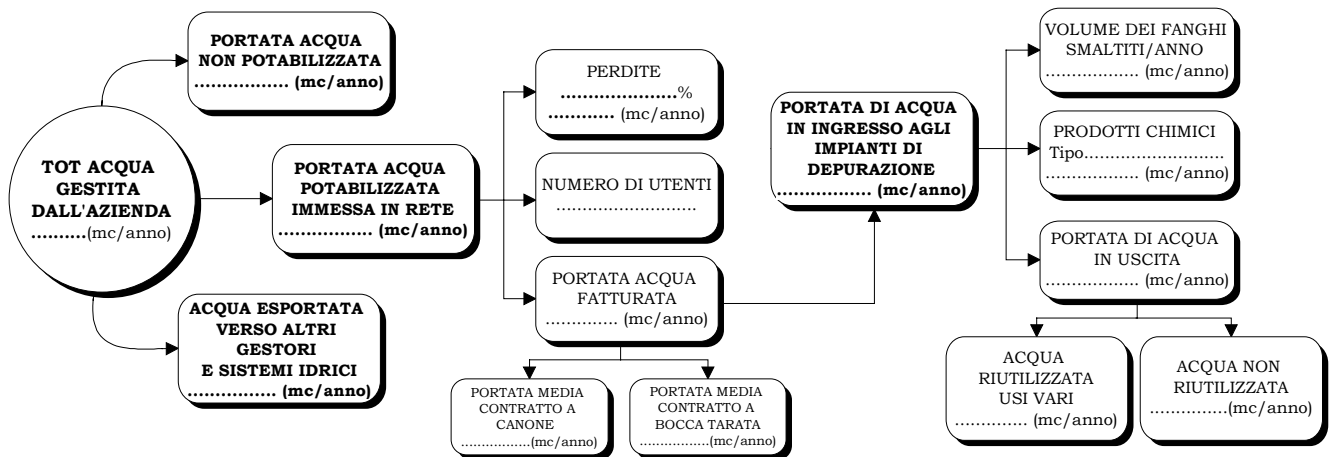 PORTATA ACQUA
NON POTABILIZZATA
................. (mc/anno)
TOT ACQUA
GESTITA
DALL'AZIENDA
..........(mc/anno)
PORTATA ACQUA
POTABILIZZATA
IMMESSA IN RETE
................. (mc/anno)
ACQUA ESPORTATA
VERSO ALTRI
GESTORI
E SISTEMI IDRICI
................ (mc/anno)
PERDITE
.....................%
............ (mc/anno)
NUMERO DI UTENTI
.........................
PORTATA ACQUA
FATTURATA
............. (mc/anno)
PORTATA MEDIA
CONTRATTO A
CANONE
.................(mc/anno)
PORTATA MEDIA
CONTRATTO A
BOCCA TARATA
.................(mc/anno)
PORTATA DI ACQUA
IN INGRESSO AGLI
IMPIANTI DI
DEPURAZIONE
................. (mc/anno)
VOLUME DEI FANGHI
SMALTITI/ANNO
................. (mc/anno)
PRODOTTI CHIMICI
Tipo.........................
................. (mc/anno)
PORTATA DI ACQUA
IN USCITA
................. (mc/anno)
ACQUA
RIUTILIZZATA
USI VARI
............. (mc/anno)
ACQUA NON
RIUTILIZZATA
..............(mc/anno)